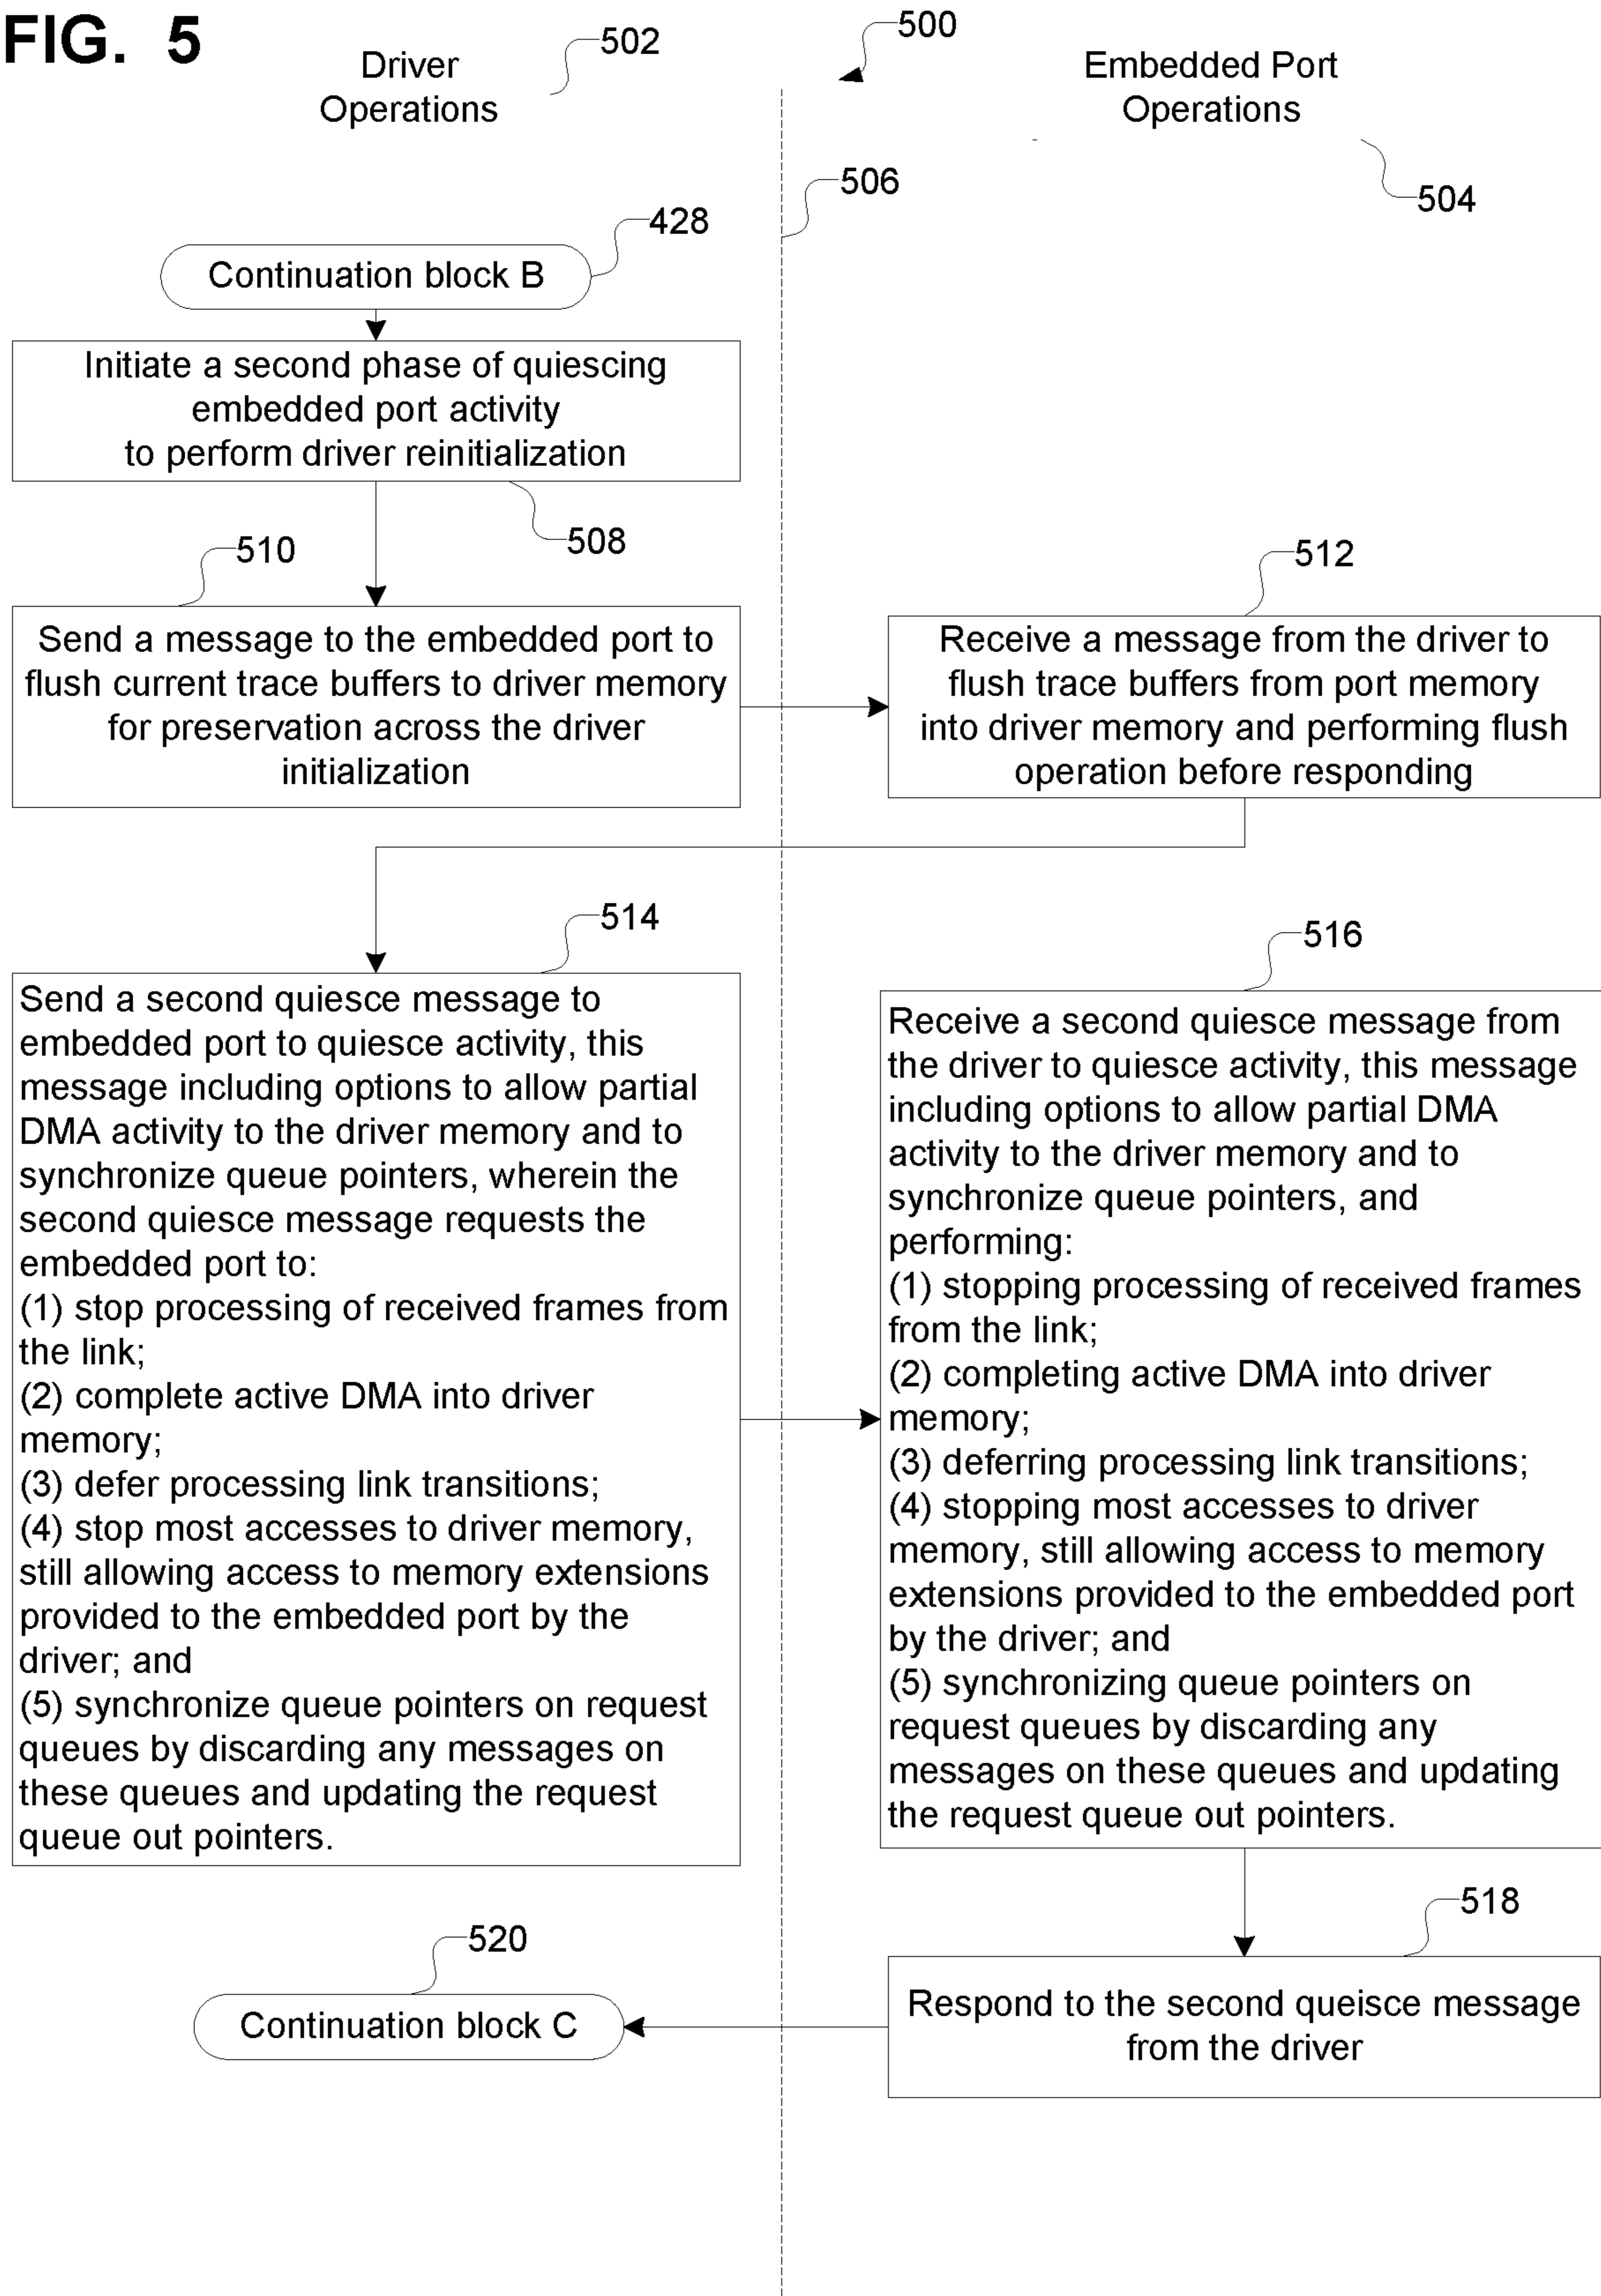 FIG. 5
502
500
Driver
Operations
Embedded Port
Operations
506
504
428
Continuation block B
Initiate a second phase of quiescing
embedded port activity
to perform driver reinitialization
508
510
512
Send a message to the embedded port to
flush current trace buffers to driver memory
for preservation across the driver
initialization
Receive a message from the driver to
flush trace buffers from port memory
into driver memory and performing flush
operation before responding
514
516
Send a second quiesce message to
embedded port to quiesce activity, this
message including options to allow partial
DMA activity to the driver memory and to
synchronize queue pointers, wherein the
second quiesce message requests the
embedded port to:
(1) stop processing of received frames from
the link;
(2) complete active DMA into driver
memory;
(3) defer processing link transitions;
(4) stop most accesses to driver memory,
still allowing access to memory extensions
provided to the embedded port by the
driver; and
(5) synchronize queue pointers on request
queues by discarding any messages on
these queues and updating the request
queue out pointers.
Receive a second quiesce message from
the driver to quiesce activity, this message
including options to allow partial DMA
activity to the driver memory and to
synchronize queue pointers, and
performing:
(1) stopping processing of received frames
from the link;
(2) completing active DMA into driver
memory;
(3) deferring processing link transitions;
(4) stopping most accesses to driver
memory, still allowing access to memory
extensions provided to the embedded port
by the driver; and
(5) synchronizing queue pointers on
request queues by discarding any
messages on these queues and updating
the request queue out pointers.
518
520
Respond to the second queisce message
from the driver
Continuation block C